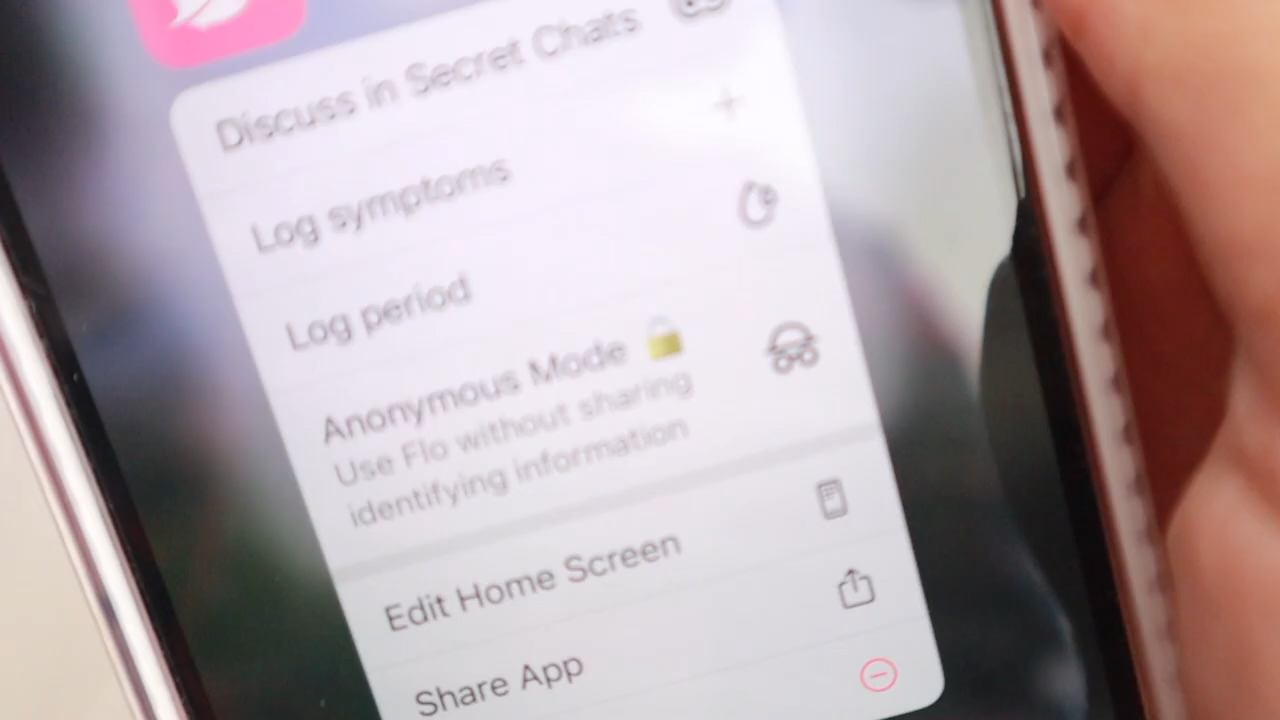 Discuss in Secret Chats
Log symptoms
Log period
Anonymous Mode 🔒
Use Flo without sharing
identifying information
Edit Home Screen
Share App